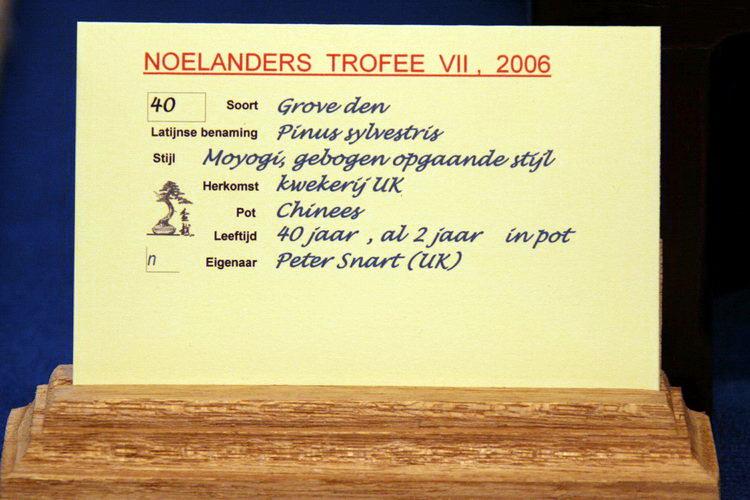 NOELANDERS TROFEE VII , 2006
40 Soort Grove den
Latijnse benaming Pinus sylvestris
Stijl Moyogi, gebogen opgaande stijl
Herkomst kwekerij UK
Pot Chinees
Leeftijd 40 jaar , al 2 jaar in pot
n Eigenaar Peter Snart (UK)